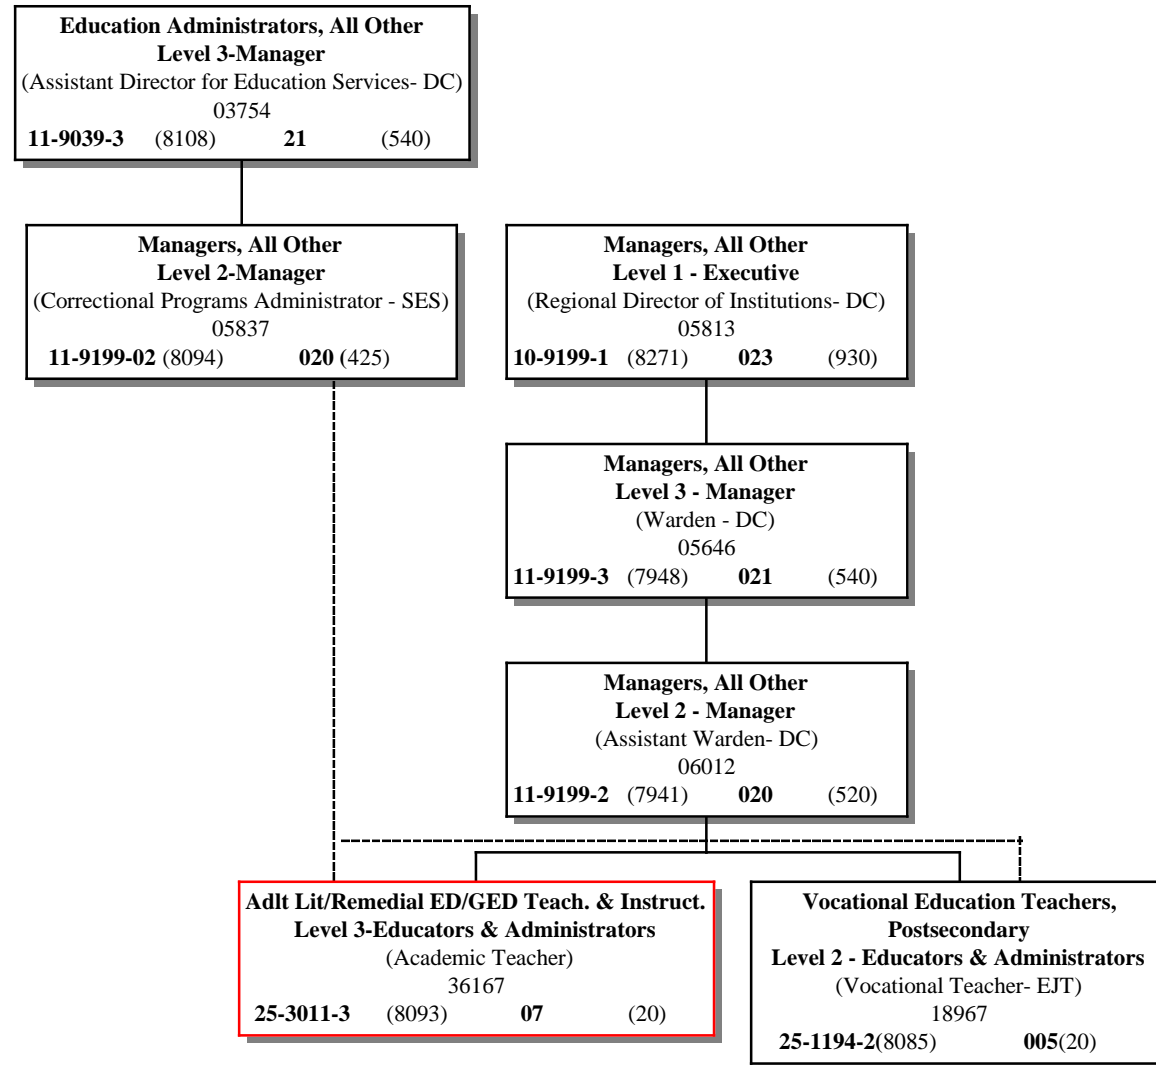 Education Administrators, All Other
Level 3-Manager
(Assistant Director for Education Services- DC)
03754
11-9039-3 (8108) 21 (540)
Managers, All Other
Level 2-Manager
(Correctional Programs Administrator - SES)
05837
11-9199-02 (8094) 020 (425)
Managers, All Other
Level 1 - Executive
(Regional Director of Institutions- DC)
05813
10-9199-1 (8271) 023 (930)
Managers, All Other
Level 3 - Manager
(Warden - DC)
05646
11-9199-3 (7948) 021 (540)
Managers, All Other
Level 2 - Manager
(Assistant Warden- DC)
06012
11-9199-2 (7941) 020 (520)
Adlt Lit/Remedial ED/GED Teach. & Instruct.
Level 3-Educators & Administrators
(Academic Teacher)
36167
25-3011-3 (8093) 07 (20)
Vocational Education Teachers,
Postsecondary
Level 2 - Educators & Administrators
(Vocational Teacher- EJT)
18967
25-1194-2(8085) 005(20)